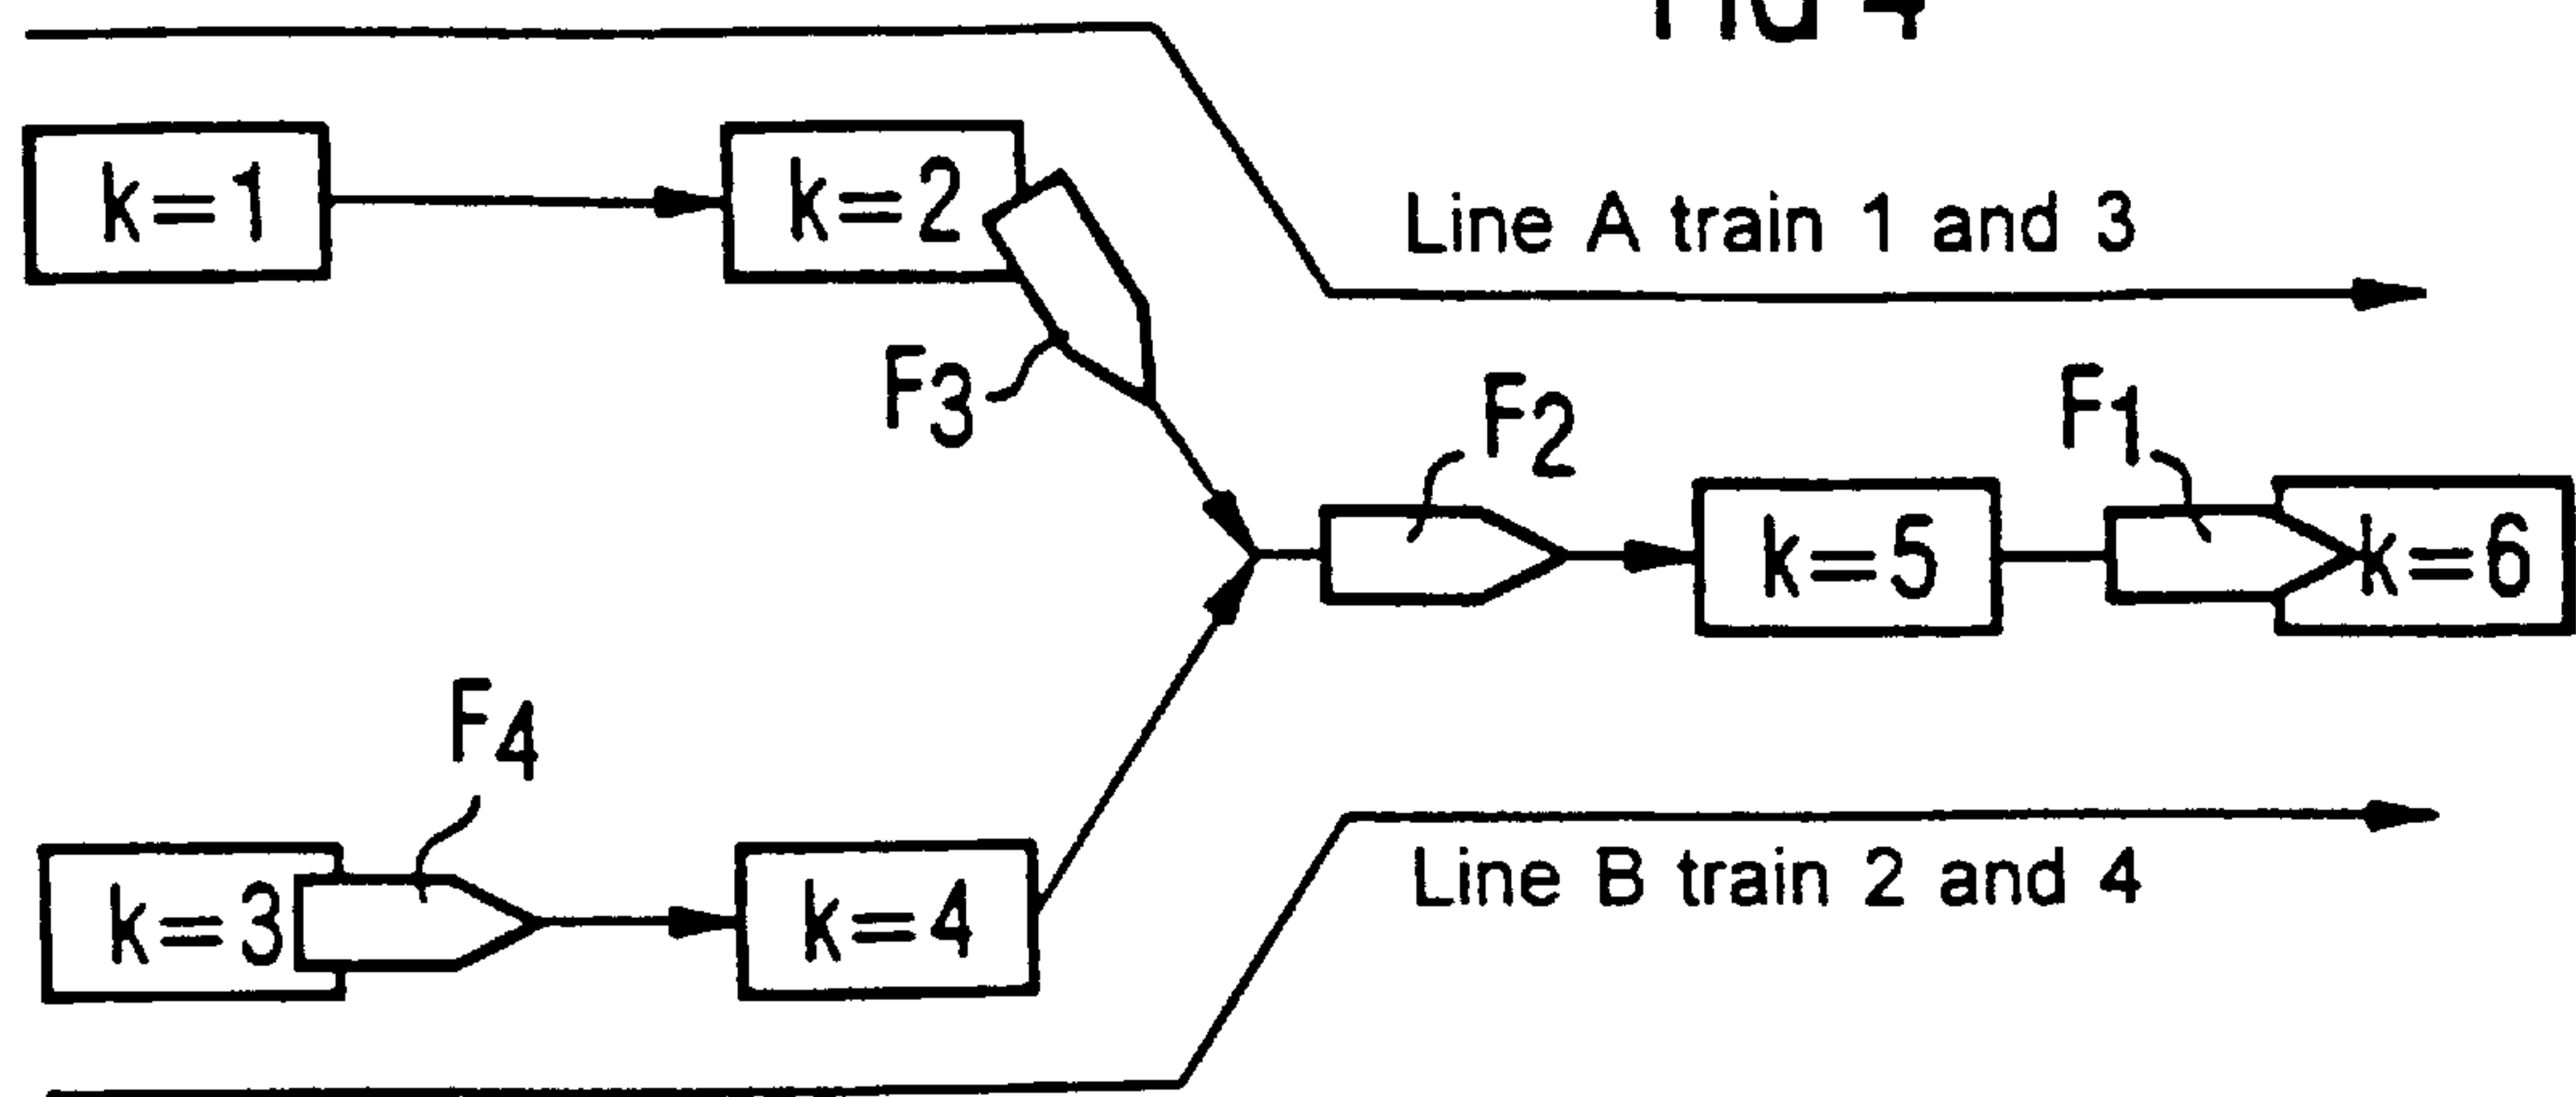 FIG 4
k=1
k=2
Line A train 1 and 3
F3
F2
F1
k=5
k=6
F4
k=3
k=4
Line B train 2 and 4